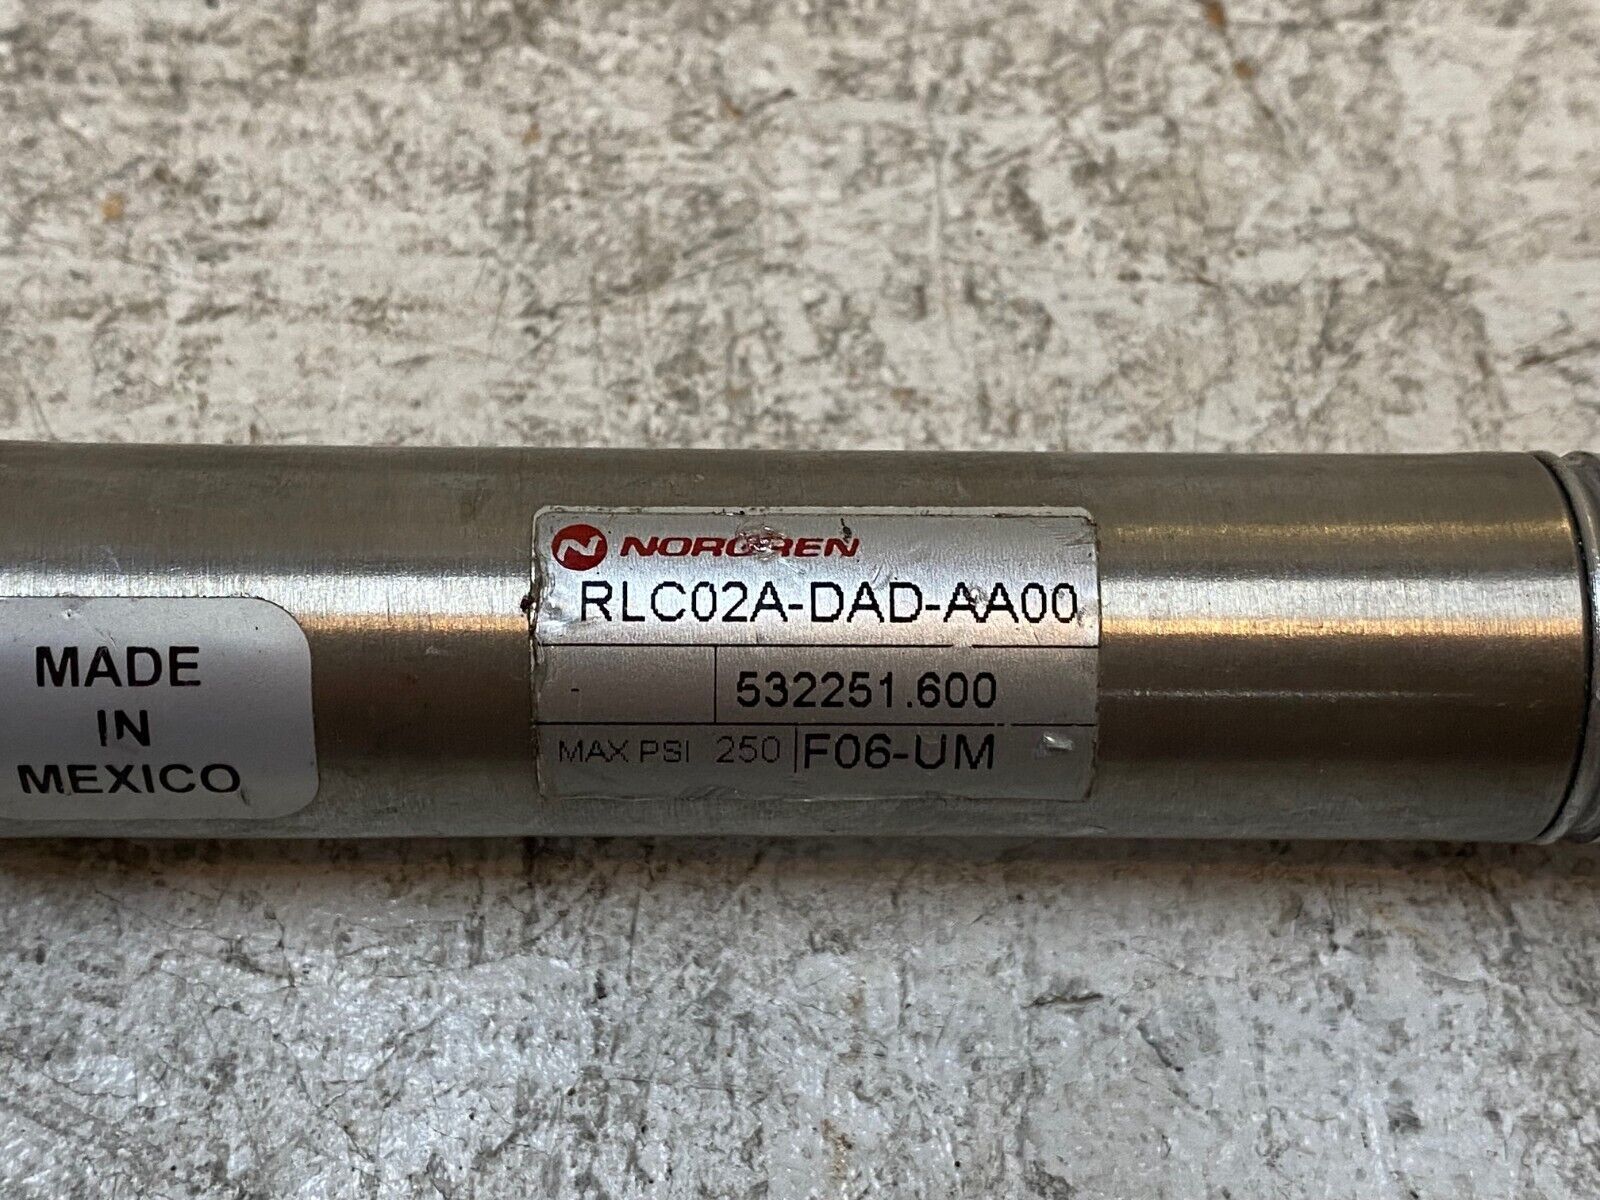 MADE
IN
MEXICO
N NORGREN
RLC02A-DAD-AA00
- 532251.600
MAX PSI 250 F06-UM